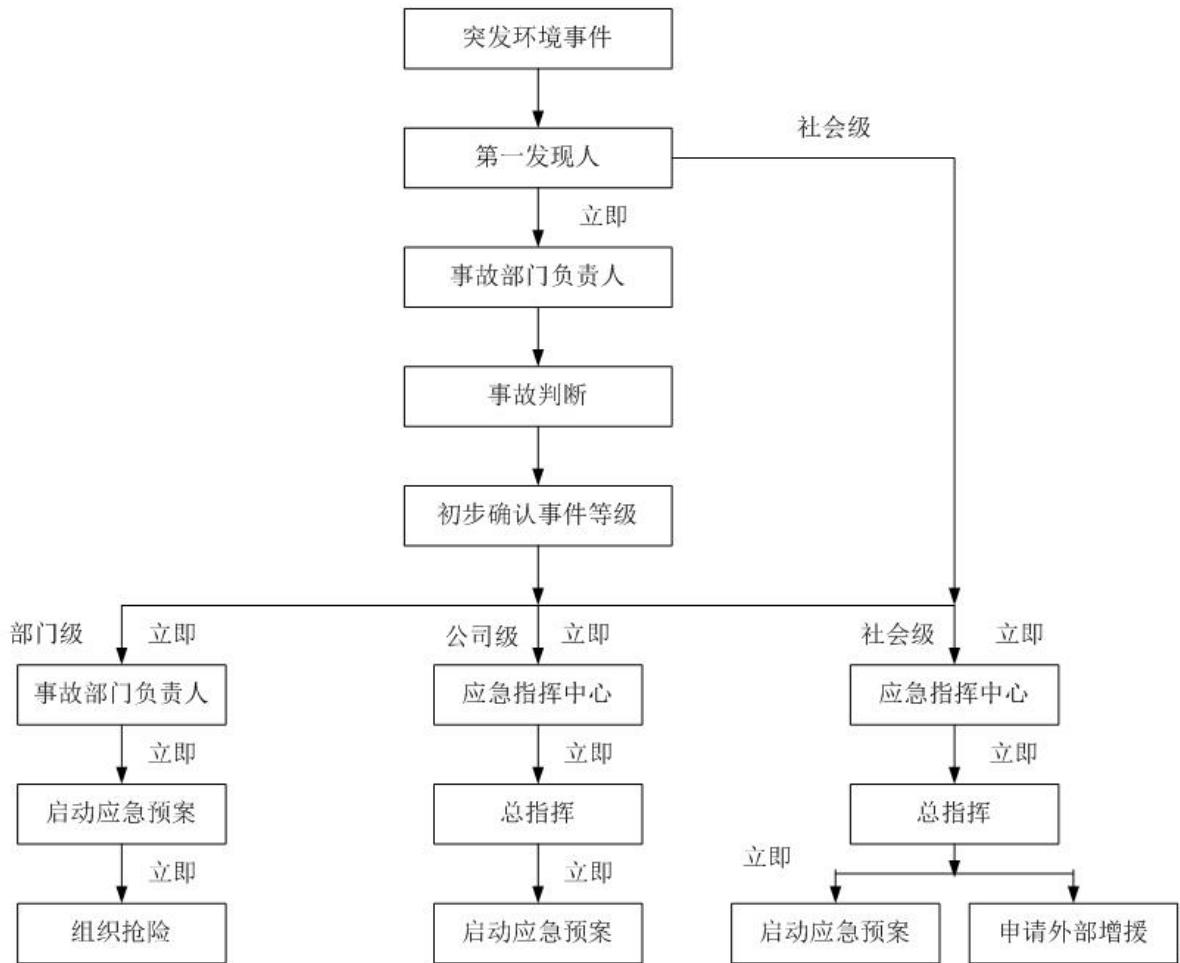 突发环境事件
社会级
第一发现人
立即
事故部门负责人
事故判断
初步确认事件等级
部门级 立即 公司级 立即 社会级 立即
事故部门负责人 应急指挥中心 应急指挥中心
立即 立即 立即
启动应急预案 总指挥 总指挥
立即 立即 立即
组织抢险 启动应急预案 启动应急预案 申请外部增援